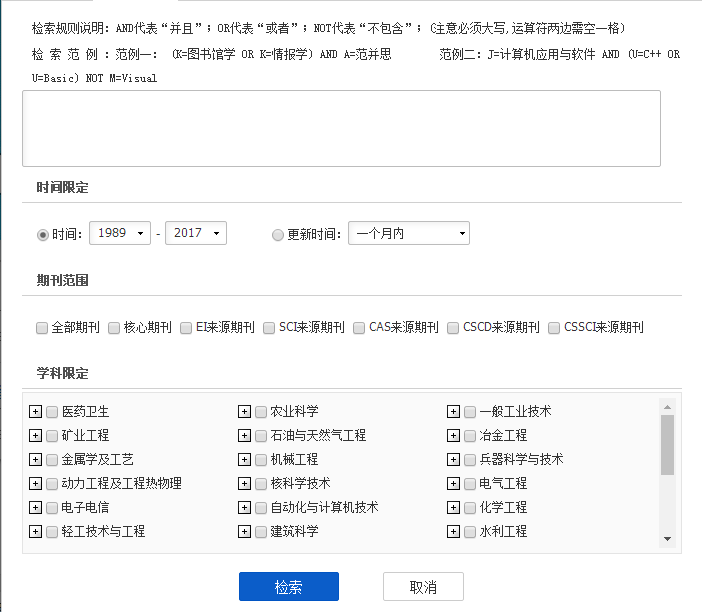 检索规则说明: AND代表“并且”; OR代表“或者”; NOT代表“不包含”; (注意必须大写,运算符两边需空一格)
检 索 范 例 : 范例一: (K=图书馆学 OR K=情报学) AND A=范并思 范例二: J=计算机应用与软件 AND (U=C++ OR
U=Basic) NOT M=Visual
时间限定
时间: 1989 - 2017 更新时间: 一个月内
期刊范围
全部期刊 核心期刊 EI来源期刊 SCI来源期刊 CAS来源期刊 CSCD来源期刊 CSSCI来源期刊
学科限定
医药卫生 农业科学 一般工业技术
矿业工程 石油与天然气工程 冶金工程
金属学及工艺 机械工程 兵器科学与技术
动力工程及工程热物理 核科学技术 电气工程
电子电信 自动化与计算机技术 化学工程
轻工技术与工程 建筑科学 水利工程
检索 取消